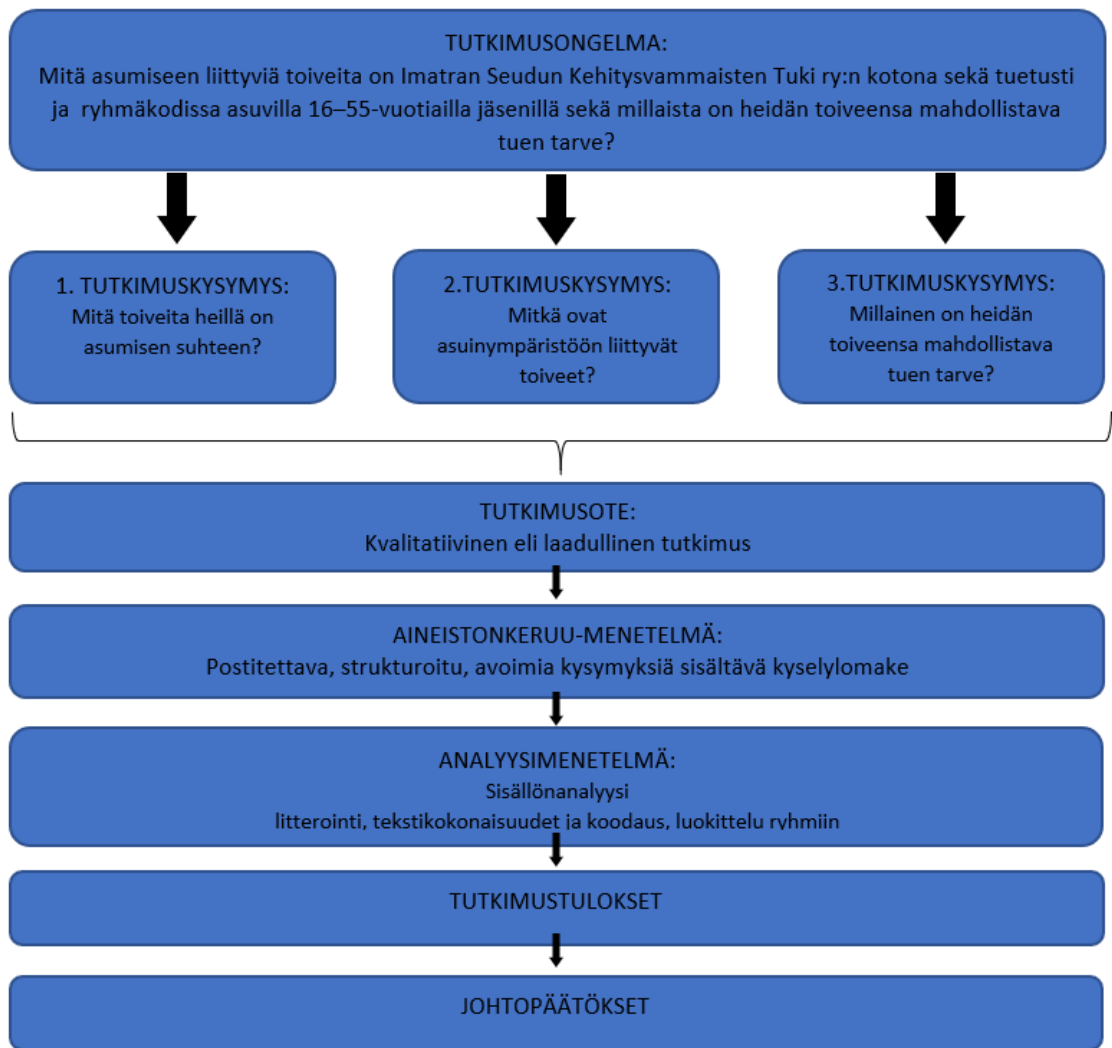 TUTKIMUSONGELMA:
Mitä asumiseen liittyviä toiveita on Imatran Seudun Kehitysvammaisten Tuki ry:n kotona sekä tuetusti
ja ryhmäkodissa asuvilla 16–55-vuotiailla jäsenillä sekä millaista on heidän toiveensa mahdollistava
tuen tarve?
1. TUTKIMUSKYSYMYS:
Mitä toiveita heillä on
asumisen suhteen?
2.TUTKIMUSKYSYMYS:
Mitkä ovat
asuinympäristöön liittyvät
toiveet?
3.TUTKIMUSKYSYMYS:
Millainen on heidän
toiveensa mahdollistava
tuen tarve?
TUTKIMUSOTE:
Kvalitatiivinen eli laadullinen tutkimus
AINEISTONKERUU-MENETELMÄ:
Postitettava, strukturoitu, avoimia kysymyksiä sisältävä kyselylomake
ANALYYSIMENETELMÄ:
Sisällönanalyysi
litterointi, tekstikokonaisuudet ja koodaus, luokittelu ryhmiin
TUTKIMUSTULOKSET
JOHTOPÄÄTÖKSET